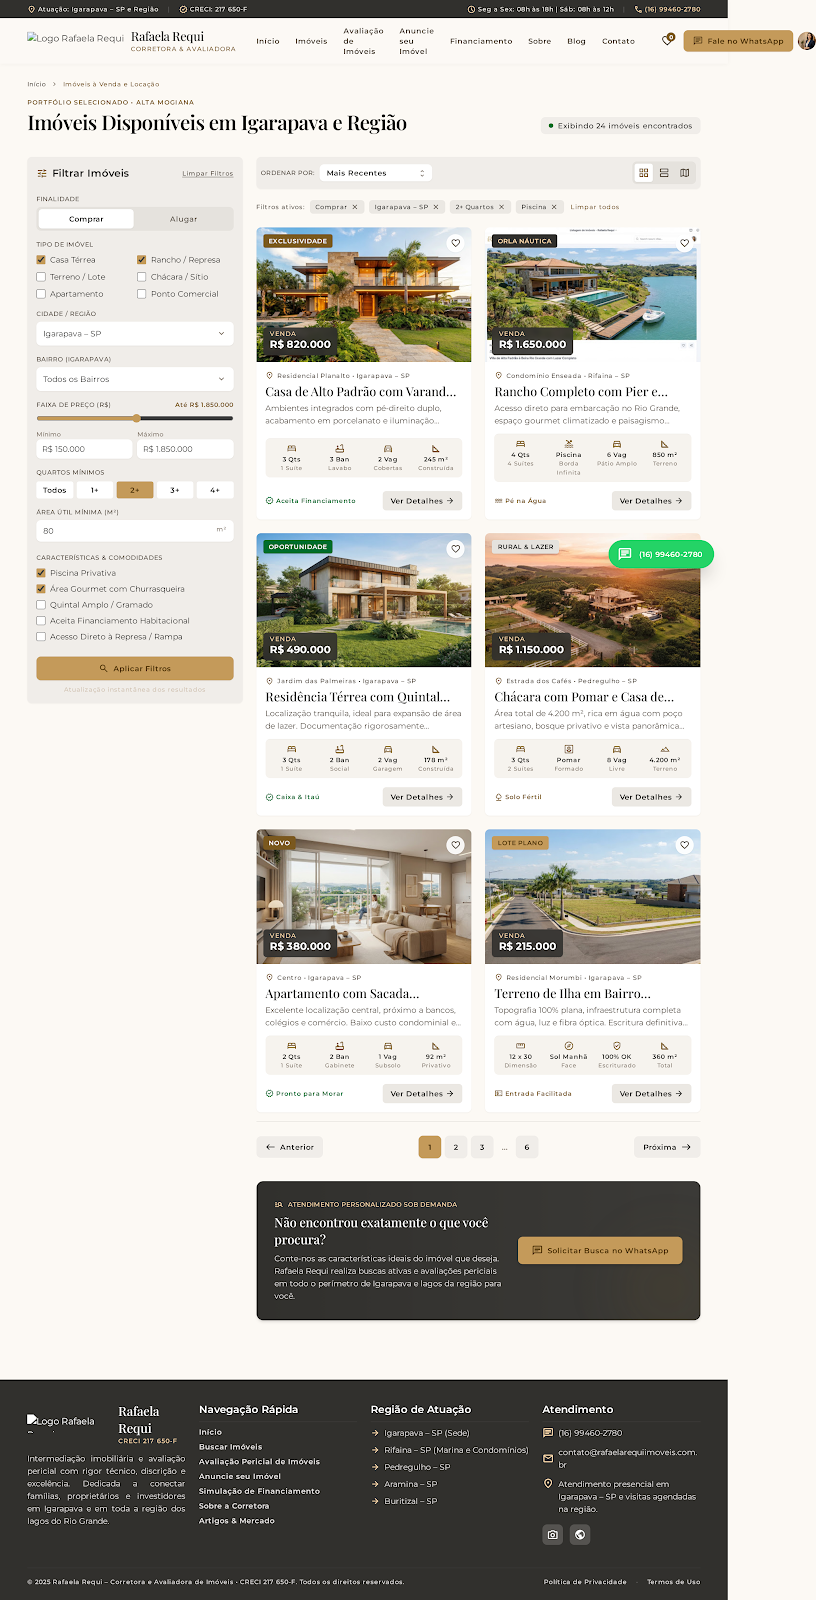 Atuação: Igarapava – SP e Região | CRECI: 217 650-F
Seg a Sex: 08h às 18h | Sáb: 08h às 12h | (16) 99460-2780
Logo Rafaela Requi
Rafaela Requi
CORRETORA & AVALIADORA
Início
Imóveis
Avaliação de Imóveis
Anuncie seu Imóvel
Financiamento
Sobre
Blog
Contato
0
Fale no WhatsApp
Início > Imóveis à Venda e Locação
PORTFÓLIO SELECIONADO • ALTA MOGIANA
Imóveis Disponíveis em Igarapava e Região
Exibindo 24 imóveis encontrados
Filtrar Imóveis
Limpar Filtros
FINALIDADE
Comprar
Alugar
TIPO DE IMÓVEL
Casa Térrea
Rancho / Represa
Terreno / Lote
Chácara / Sítio
Apartamento
Ponto Comercial
CIDADE / REGIÃO
Igarapava – SP
BAIRRO (IGARAPAVA)
Todos os Bairros
FAIXA DE PREÇO (R$)
Até R$ 1.850.000
Mínimo
Máximo
R$ 150.000
R$ 1.850.000
QUARTOS MÍNIMOS
Todos
1+
2+
3+
4+
ÁREA ÚTIL MÍNIMA (M²)
80
m²
CARACTERÍSTICAS & COMODIDADES
Piscina Privativa
Área Gourmet com Churrasqueira
Quintal Amplo / Gramado
Aceita Financiamento Habitacional
Acesso Direto à Represa / Rampa
Aplicar Filtros
Atualização instantânea dos resultados
ORDENAR POR:
Mais Recentes
Filtros ativos:
Comprar ✕
Igarapava – SP ✕
2+ Quartos ✕
Piscina ✕
Limpar todos
EXCLUSIVIDADE
VENDA
R$ 820.000
Residencial Planalto • Igarapava – SP
Casa de Alto Padrão com Varand...
Ambientes integrados com pé-direito duplo,
acabamento em porcelanato e iluminação...
3 Qts
3 Ban
2 Vag
245 m²
1 Suíte
Lavabo
Cobertas
Construída
Aceita Financiamento
Ver Detalhes →
ORLA NÁUTICA
VENDA
R$ 1.650.000
Condomínio Enseada • Rifaina – SP
Rancho Completo com Pier e...
Acesso direto para embarcação no Rio Grande,
espaço gourmet climatizado e paisagismo...
4 Qts
Piscina
6 Vag
850 m²
4 Suítes
Borda Infinita
Pátio Amplo
Terreno
Pé na Água
Ver Detalhes →
OPORTUNIDADE
VENDA
R$ 490.000
Jardim das Palmeiras • Igarapava – SP
Residência Térrea com Quintal...
Localização tranquila, ideal para expansão de área
de lazer. Documentação rigorosamente...
3 Qts
2 Ban
2 Vag
178 m²
1 Suíte
Social
Garagem
Construída
Caixa & Itaú
Ver Detalhes →
RURAL & LAZER
(16) 99460-2780
VENDA
R$ 1.150.000
Estrada dos Cafés • Pedregulho – SP
Chácara com Pomar e Casa de...
Área total de 4.200 m², rica em água com poço
artesiano, bosque privativo e vista panorâmica...
3 Qts
Pomar
8 Vag
4.200 m²
2 Suítes
Formado
Livre
Terreno
Solo Fértil
Ver Detalhes →
NOVO
VENDA
R$ 380.000
Centro • Igarapava – SP
Apartamento com Sacada...
Excelente localização central, próximo a bancos,
colégios e comércio. Baixo custo condominial e...
2 Qts
2 Ban
1 Vag
92 m²
1 Suíte
Gabinete
Subsolo
Privativo
Pronto para Morar
Ver Detalhes →
LOTE PLANO
VENDA
R$ 215.000
Residencial Morumbi • Igarapava – SP
Terreno de Ilha em Bairro...
Topografia 100% plana, infraestrutura completa
com água, luz e fibra óptica. Escritura definitiva...
12 x 30
Sol Manhã
100% OK
360 m²
Dimensão
Face
Escriturado
Total
Entrada Facilitada
Ver Detalhes →
← Anterior
1
2
3
...
6
Próxima →
ATENDIMENTO PERSONALIZADO SOB DEMANDA
Não encontrou exatamente o que você
procura?
Conte-nos as características ideais do imóvel que deseja.
Rafaela Requi realiza buscas ativas e avaliações periciais
em todo o perímetro de Igarapava e lagos da região para
você.
Solicitar Busca no WhatsApp
Logo Rafaela
Rafaela
Requi
CRECI 217 650-F
Intermediação imobiliária e avaliação
pericial com rigor técnico, discrição e
excelência. Dedicada a conectar
famílias, proprietários e investidores
em Igarapava e em toda a região dos
lagos do Rio Grande.
Navegação Rápida
Início
Buscar Imóveis
Avaliação Pericial de Imóveis
Anuncie seu Imóvel
Simulação de Financiamento
Sobre a Corretora
Artigos & Mercado
Região de Atuação
→ Igarapava – SP (Sede)
→ Rifaina – SP (Marina e Condomínios)
→ Pedregulho – SP
→ Aramina – SP
→ Buritizal – SP
Atendimento
(16) 99460-2780
contato@rafaelarequiimoveis.com.
br
Atendimento presencial em
Igarapava – SP e visitas agendadas
na região.
© 2025 Rafaela Requi – Corretora e Avaliadora de Imóveis • CRECI 217 650-F. Todos os direitos reservados.
Política de Privacidade
Termos de Uso